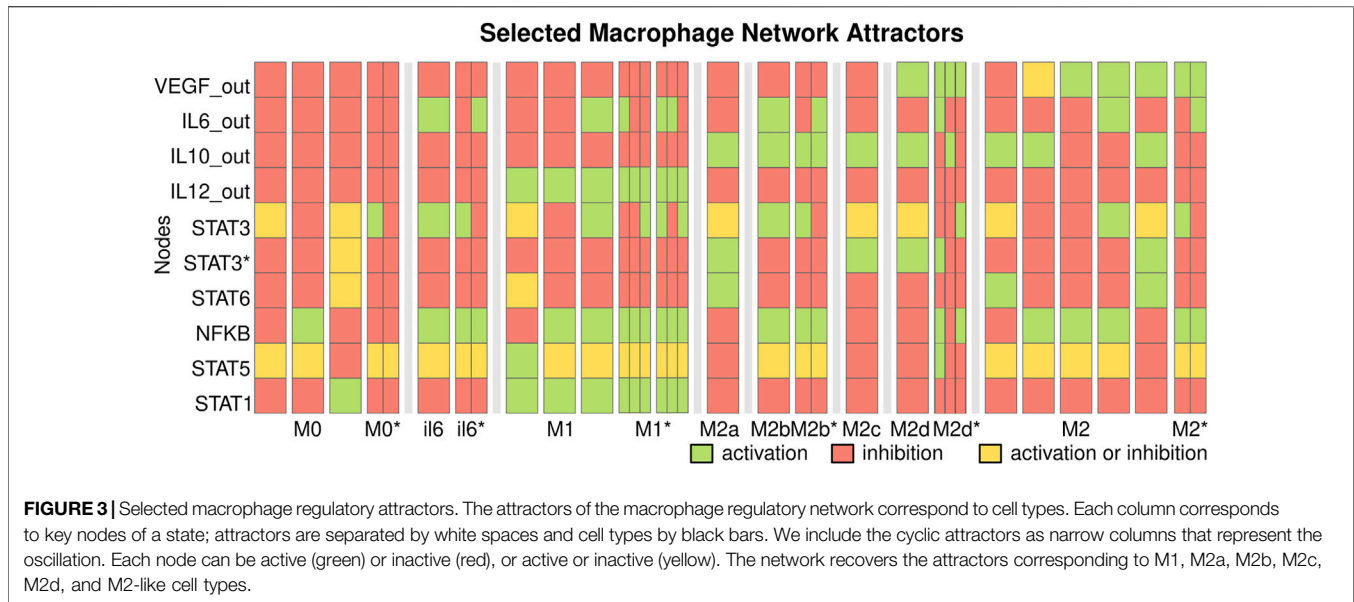 Selected Macrophage Network Attractors
Nodes
VEGF_out
IL6_out
IL10_out
IL12_out
STAT3
STAT3*
STAT6
NFKB
STAT5
STAT1
M0 M0* il6 il6* M1 M1* M2a M2b M2b* M2c M2d M2d* M2 M2*
activation inhibition activation or inhibition
FIGURE 3 | Selected macrophage regulatory attractors. The attractors of the macrophage regulatory network correspond to cell types. Each column corresponds
to key nodes of a state; attractors are separated by white spaces and cell types by black bars. We include the cyclic attractors as narrow columns that represent the
oscillation. Each node can be active (green) or inactive (red), or active or inactive (yellow). The network recovers the attractors corresponding to M1, M2a, M2b, M2c,
M2d, and M2-like cell types.